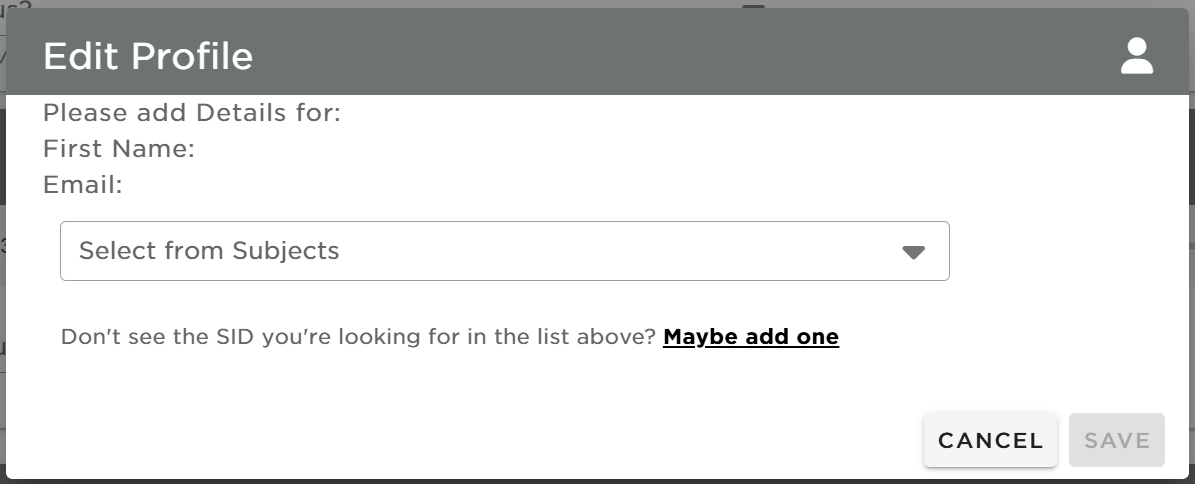 Edit Profile
Please add Details for:
First Name:
Email:
Select from Subjects
Don't see the SID you're looking for in the list above? Maybe add one
CANCEL SAVE